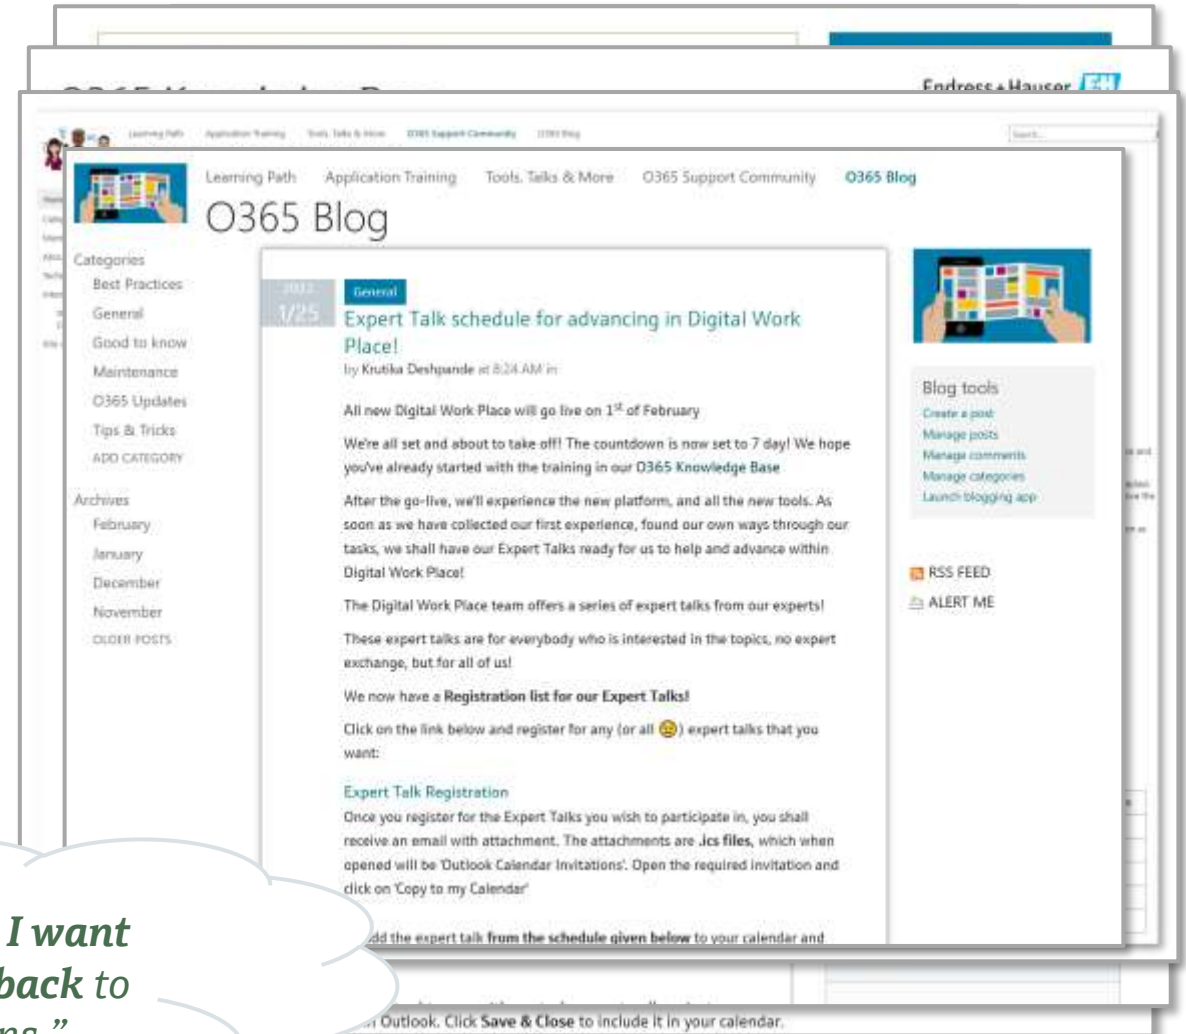 Endress+Hauser
Learning Path Application Training Tools, Talks & More O365 Support Community O365 Blog
Search...
Learning Path Application Training Tools, Talks & More O365 Support Community O365 Blog
O365 Blog
Categories
Best Practices
General
Good to know
Maintenance
O365 Updates
Tips & Tricks
ADD CATEGORY
Archives
February
January
December
November
OLDER POSTS
1/25
General
Expert Talk schedule for advancing in Digital Work
Place!
by Krutika Deshpande at 8:24 AM in
All new Digital Work Place will go live on 1st of February
We're all set and about to take off! The countdown is now set to 7 day! We hope
you've already started with the training in our O365 Knowledge Base
After the go-live, we'll experience the new platform, and all the new tools. As
soon as we have collected our first experience, found our own ways through our
tasks, we shall have our Expert Talks ready for us to help and advance within
Digital Work Place!
The Digital Work Place team offers a series of expert talks from our experts!
These expert talks are for everybody who is interested in the topics, no expert
exchange, but for all of us!
We now have a Registration list for our Expert Talks!
Click on the link below and register for any (or all 😟) expert talks that you
want:
Expert Talk Registration
Once you register for the Expert Talks you wish to participate in, you shall
receive an email with attachment. The attachments are .ics files, which when
opened will be 'Outlook Calendar Invitations'. Open the required invitation and
click on 'Copy to my Calendar'
the expert talk from the schedule given below to your calendar and
Blog tools
Create a post
Manage posts
Manage comments
Manage categories
Launch blogging app
RSS FEED
ALERT ME
I want
back to
Outlook. Click Save & Close to include it in your calendar.